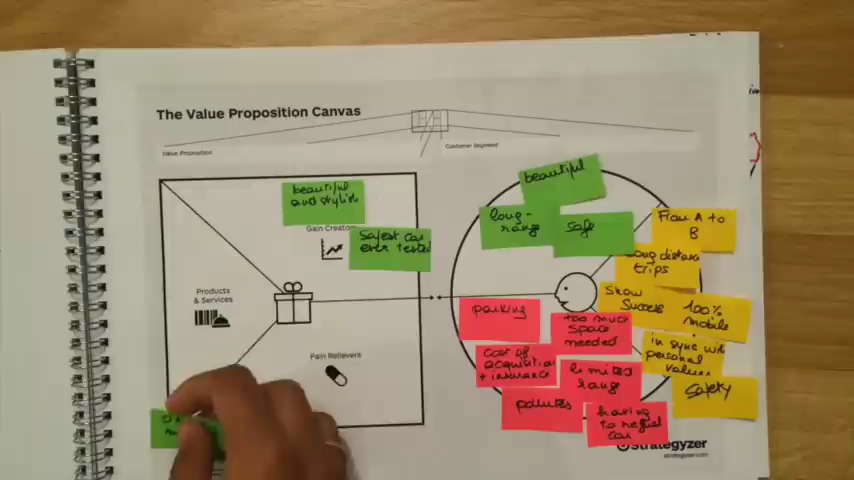 The Value Proposition Canvas
Value Proposition
Customer Segment
beautiful
and stylish
Gain Creators
Safest car
ever tested
Products
& Services
Pain Relievers
beautiful
long-
range
safe
From A to
B
long distance
trips
Show
Success
100%
mobile
in sync with
personal
values
Safety
parking
too much
space
needed
cost of
acquisition
+ insurance
limited
range
pollutes
having
to refuel
car
strategyzer
strategyzer.com